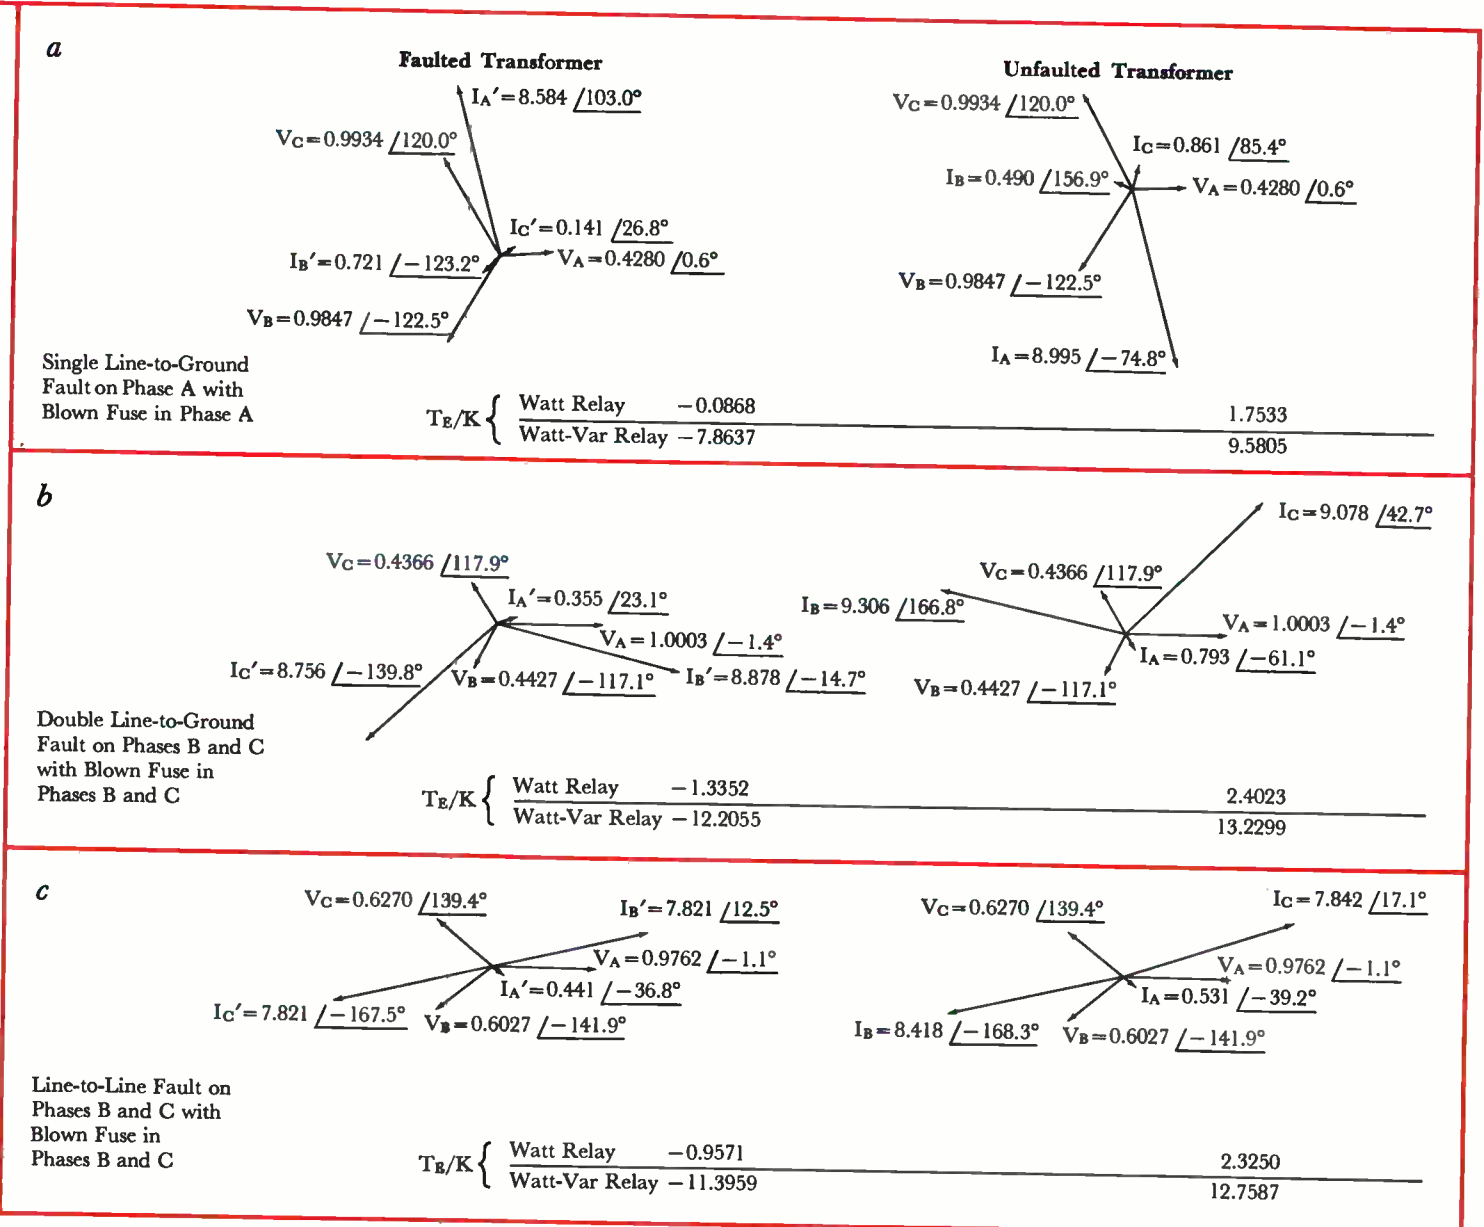 a
Faulted Transformer
Unfaulted Transformer
IA′=8.584 /103.0°
VC=0.9934 /120.0°
IC′=0.141 /26.8°
VA=0.4280 /0.6°
IB′=0.721 /−123.2°
VB=0.9847 /−122.5°
VC=0.9934 /120.0°
IC=0.861 /85.4°
IB=0.490 /156.9°
VA=0.4280 /0.6°
VB=0.9847 /−122.5°
IA=8.995 /−74.8°
Single Line-to-Ground
Fault on Phase A with
Blown Fuse in Phase A
TE/K { Watt Relay −0.0868 1.7533
Watt-Var Relay −7.8637 9.5805
b
VC=0.4366 /117.9°
IA′=0.355 /23.1°
VA=1.0003 /−1.4°
IC′=8.756 /−139.8°
VB=0.4427 /−117.1°
IB′=8.878 /−14.7°
IC=9.078 /42.7°
VC=0.4366 /117.9°
IB=9.306 /166.8°
VA=1.0003 /−1.4°
IA=0.793 /−61.1°
VB=0.4427 /−117.1°
Double Line-to-Ground
Fault on Phases B and C
with Blown Fuse in
Phases B and C
TE/K { Watt Relay −1.3352 2.4023
Watt-Var Relay −12.2055 13.2299
c
VC=0.6270 /139.4°
IB′=7.821 /12.5°
VA=0.9762 /−1.1°
IA′=0.441 /−36.8°
IC′=7.821 /−167.5°
VB=0.6027 /−141.9°
VC=0.6270 /139.4°
IC=7.842 /17.1°
VA=0.9762 /−1.1°
IA=0.531 /−39.2°
IB=8.418 /−168.3°
VB=0.6027 /−141.9°
Line-to-Line Fault on
Phases B and C with
Blown Fuse in
Phases B and C
TE/K { Watt Relay −0.9571 2.3250
Watt-Var Relay −11.3959 12.7587